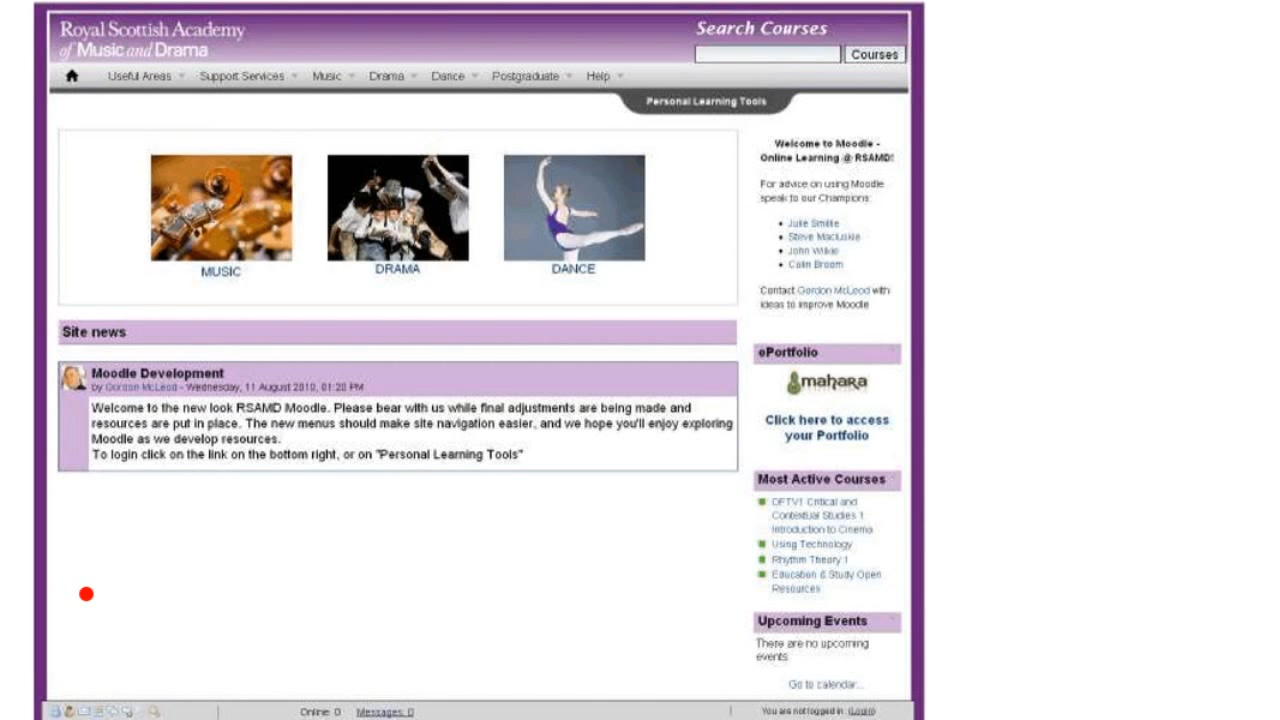 Royal Scottish Academy
of Music and Drama
Search Courses
Courses
Useful Areas Support Services Music Drama Dance Postgraduate Help
Personal Learning Tools
MUSIC
DRAMA
DANCE
Site news
Moodle Development
by Gordon McLeod - Wednesday, 11 August 2010, 01:20 PM
Welcome to the new look RSAMD Moodle. Please bear with us while final adjustments are being made and
resources are put in place. The new menus should make site navigation easier, and we hope you'll enjoy exploring
Moodle as we develop resources.
To login click on the link on the bottom right, or on "Personal Learning Tools"
Welcome to Moodle -
Online Learning @ RSAMD!
For advice on using Moodle
speak to our Champions:
Julie Smillie
Steve MacLuskie
John Wilkie
Colin Broom
Contact Gordon McLeod with
ideas to improve Moodle
ePortfolio
mahara
Click here to access
your Portfolio
Most Active Courses
DFTV1 Critical and
Contextual Studies 1
Introduction to Cinema
Using Technology
Rhythm Theory 1
Education & Study Open
Resources
Upcoming Events
There are no upcoming
events
Go to calendar...
Online: 0 Messages: 0
You are not logged in. (Login)